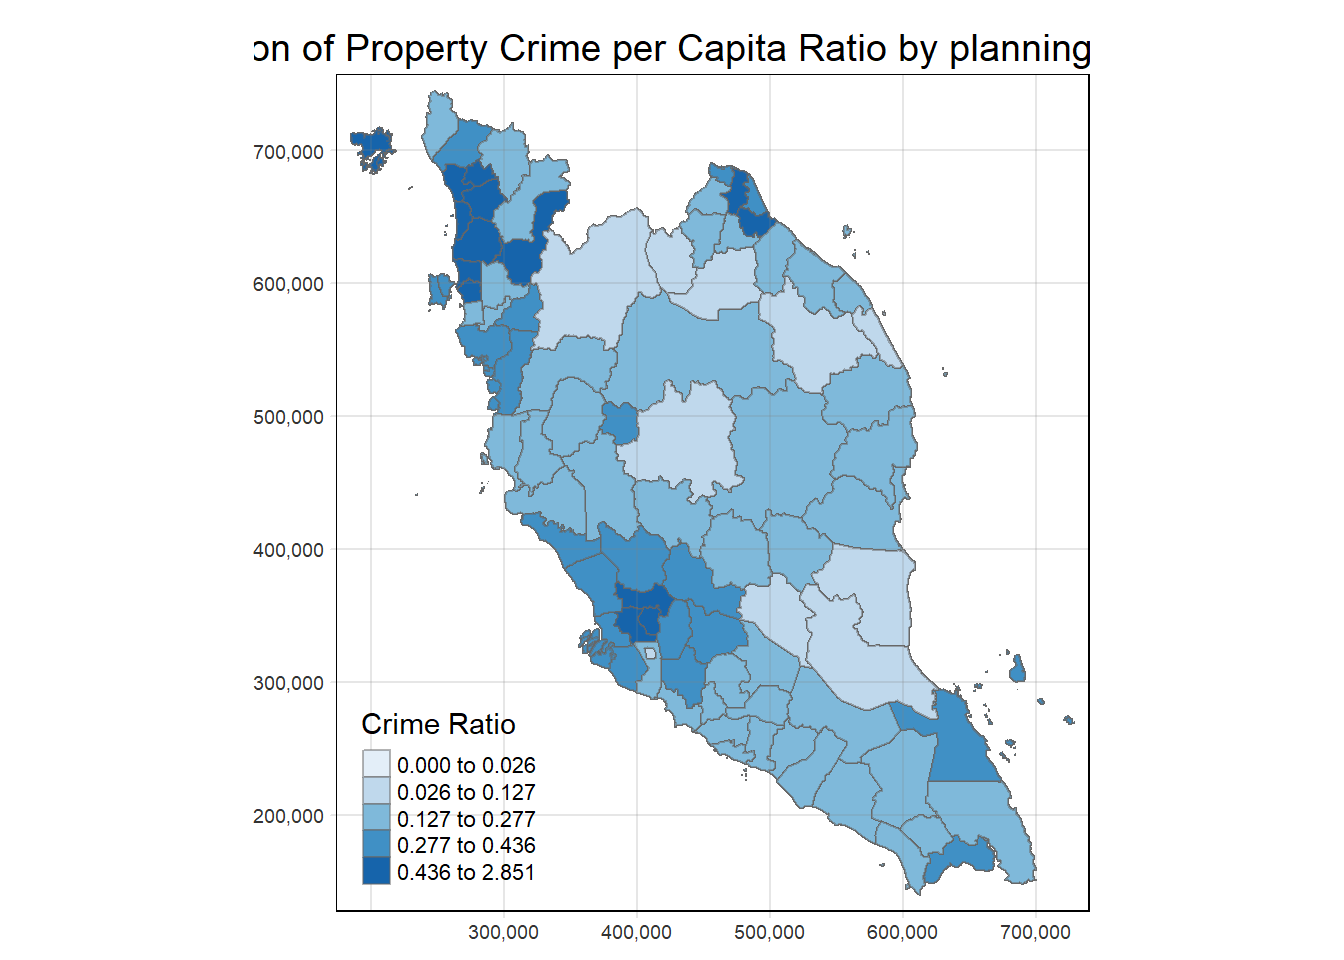 on of Property Crime per Capita Ratio by planning
700,000
600,000
500,000
400,000
300,000
200,000
Crime Ratio
0.000 to 0.026
0.026 to 0.127
0.127 to 0.277
0.277 to 0.436
0.436 to 2.851
300,000 400,000 500,000 600,000 700,000